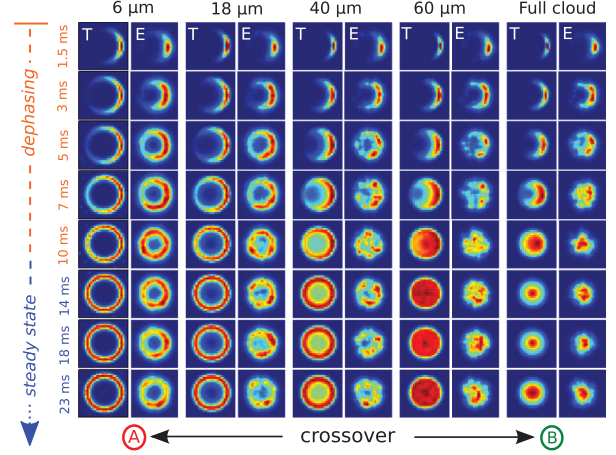 6 μm 18 μm 40 μm 60 μm Full cloud
T E T E T E T E T E
1.5 ms
3 ms
5 ms
7 ms
10 ms
14 ms
18 ms
23 ms
dephasing
steady state
A crossover B